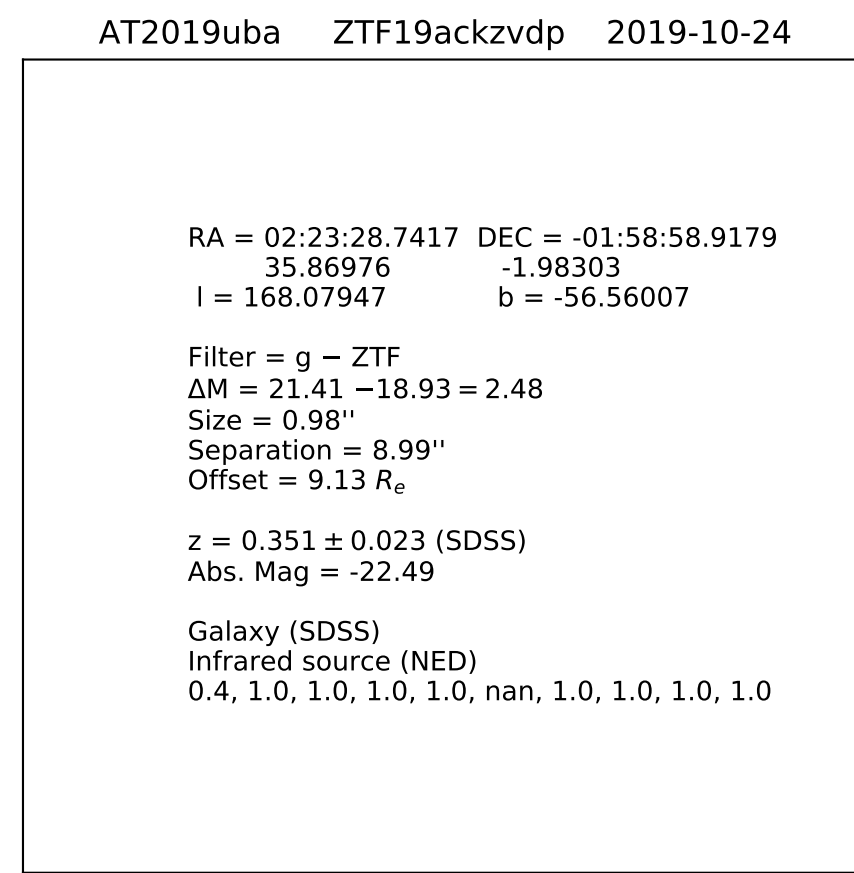 AT2019uba ZTF19ackzvdp 2019-10-24
RA = 02:23:28.7417 DEC = -01:58:58.9179
35.86976 -1.98303
l = 168.07947 b = -56.56007
Filter = g − ZTF
ΔM = 21.41 −18.93 = 2.48
Size = 0.98''
Separation = 8.99''
Offset = 9.13 Re
z = 0.351 ± 0.023 (SDSS)
Abs. Mag = -22.49
Galaxy (SDSS)
Infrared source (NED)
0.4, 1.0, 1.0, 1.0, 1.0, nan, 1.0, 1.0, 1.0, 1.0